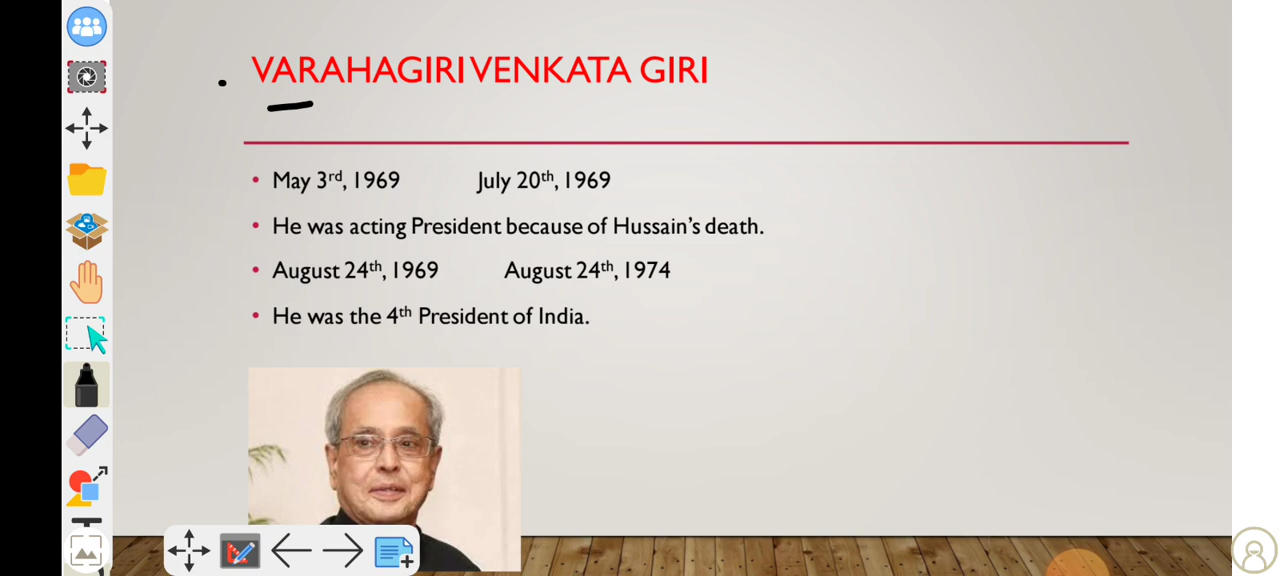 VARAHAGIRI VENKATA GIRI
• May 3rd, 1969 July 20th, 1969
• He was acting President because of Hussain’s death.
• August 24th, 1969 August 24th, 1974
• He was the 4th President of India.